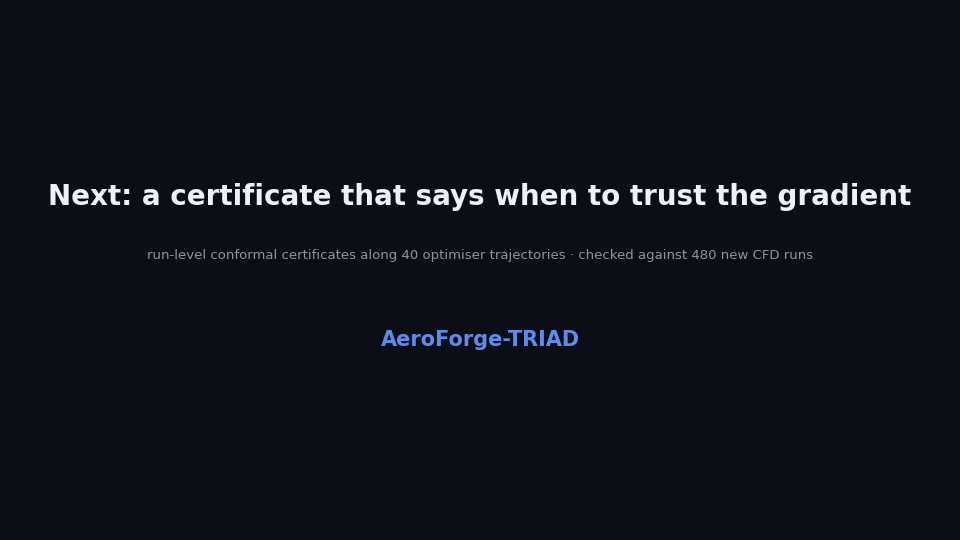 Next: a certificate that says when to trust the gradient
run-level conformal certificates along 40 optimiser trajectories · checked against 480 new CFD runs
AeroForge-TRIAD